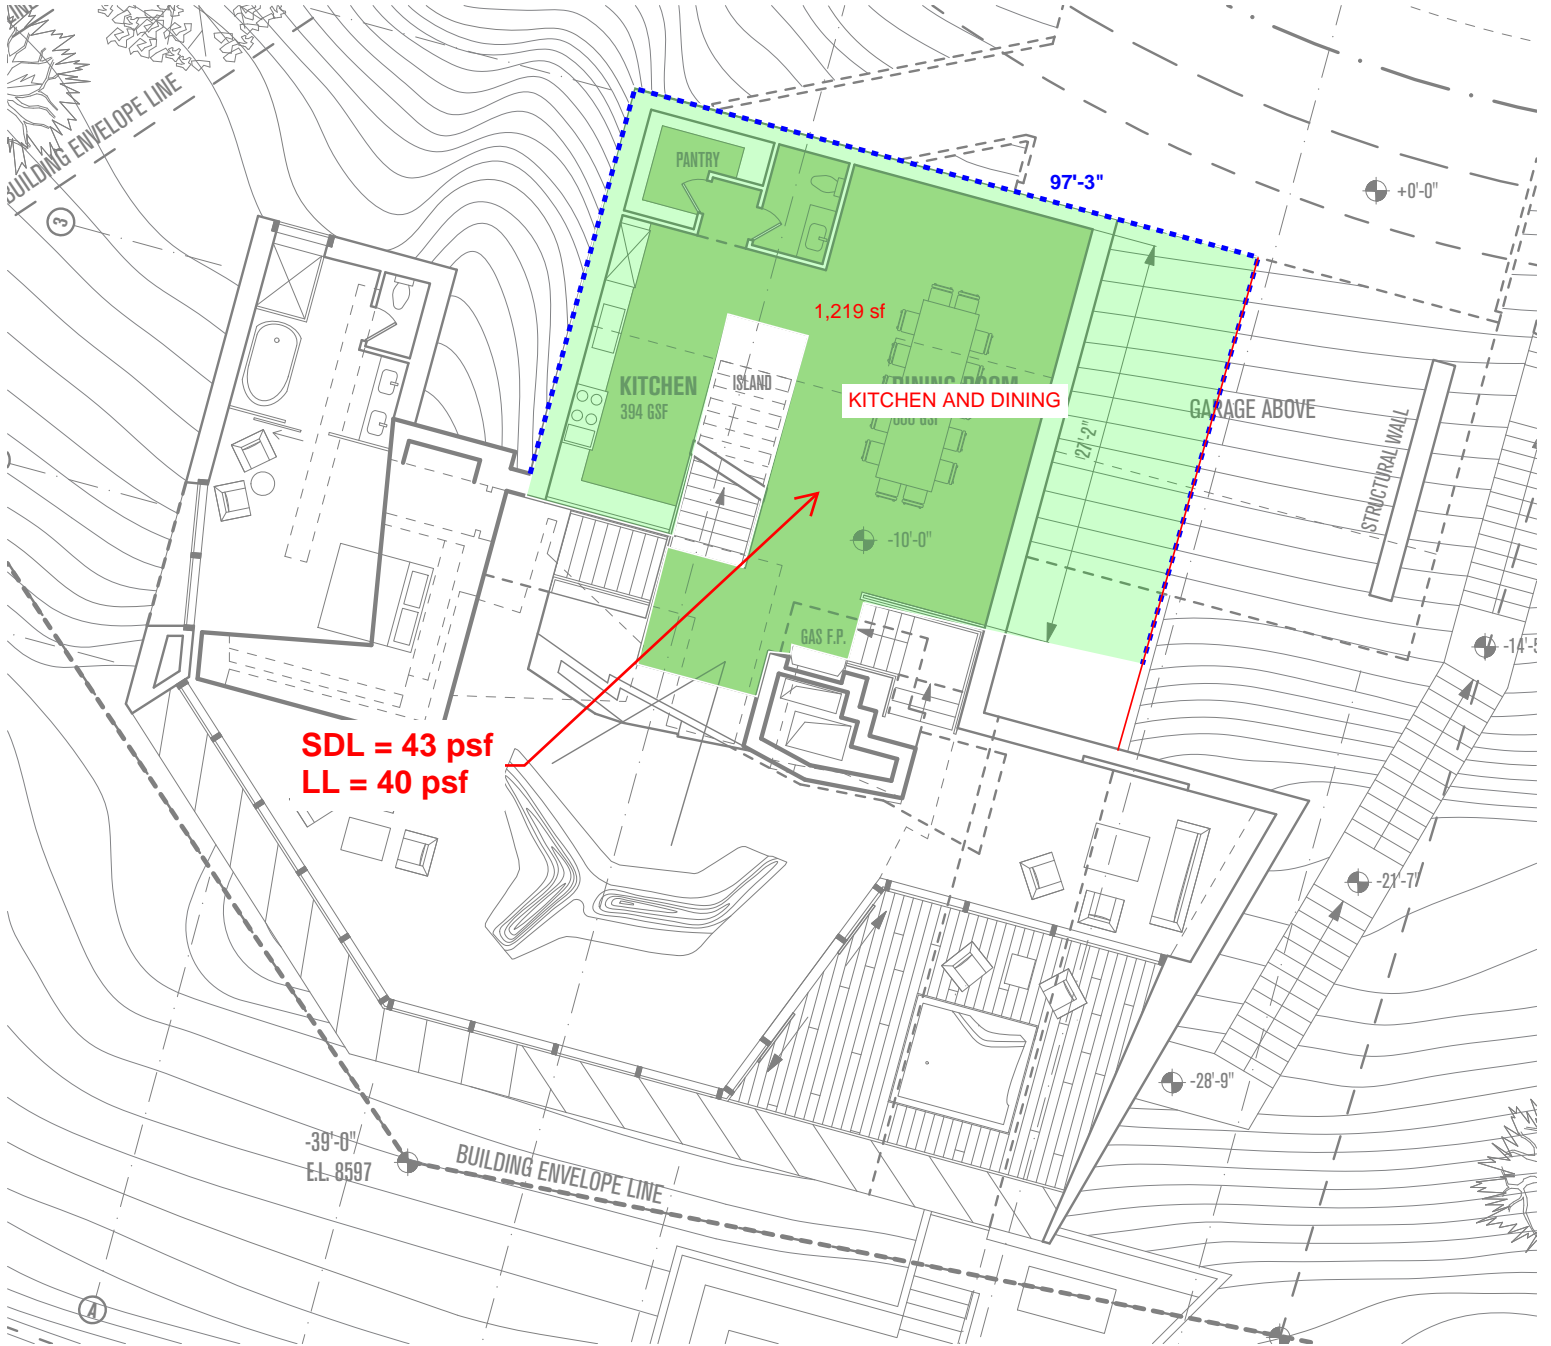 BUILDING ENVELOPE LINE
3
PANTRY
97'-3"
+0'-0"
1,219 sf
KITCHEN
394 GSF
ISLAND
DINING ROOM
KITCHEN AND DINING
GARAGE ABOVE
27'-2"
STRUCTURAL WALL
-10'-0"
GAS F.P.
SDL = 43 psf
LL = 40 psf
-21'-7"
-28'-9"
-39'-0"
E.L. 8597
BUILDING ENVELOPE LINE
A